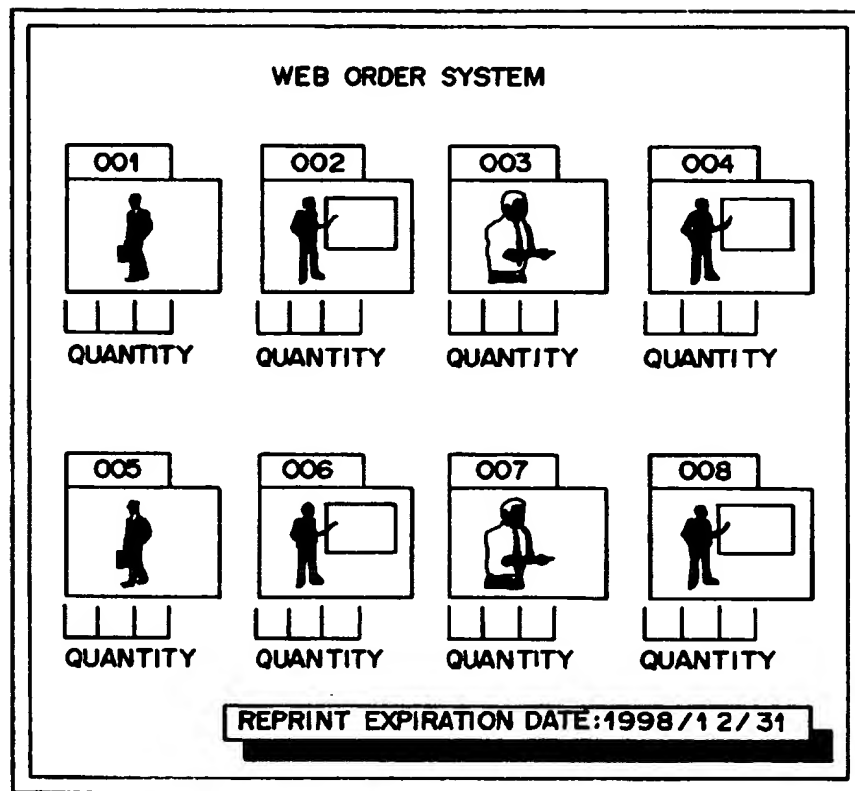 WEB ORDER SYSTEM
001 002 003 004
QUANTITY QUANTITY QUANTITY QUANTITY
005 006 007 008
QUANTITY QUANTITY QUANTITY QUANTITY
REPRINT EXPIRATION DATE:1998/12/31